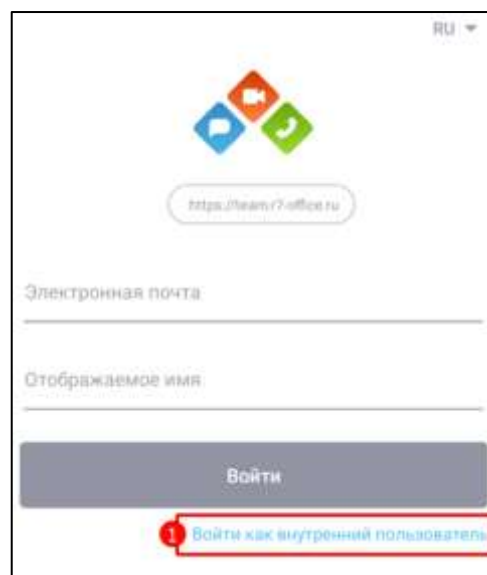 RU
https://team.r7-office.ru
Электронная почта
Отображаемое имя
Войти
1 Войти как внутренний пользователь